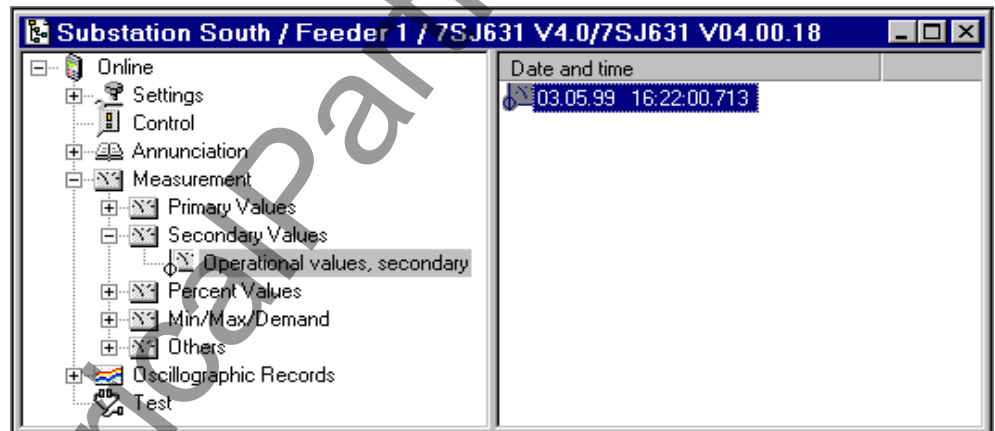 Substation South / Feeder 1 / 7SJ631 V4.0/7SJ631 V04.00.18
Online
Settings
Control
Annunciation
Measurement
Primary Values
Secondary Values
Operational values, secondary
Percent Values
Min/Max/Demand
Others
Oscillographic Records
Test
Date and time
03.05.99 16:22:00.713